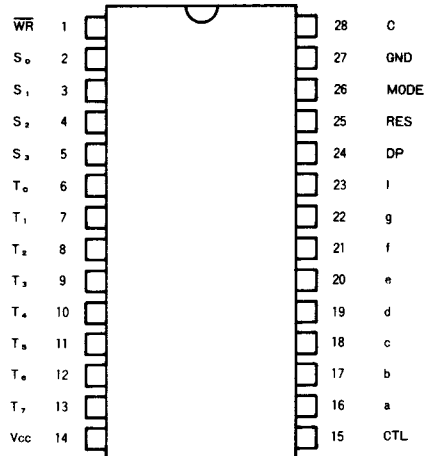 W̅R̅ 1 28 C
S₀ 2 27 GND
S₁ 3 26 MODE
S₂ 4 25 RES
S₃ 5 24 DP
T₀ 6 23 I
T₁ 7 22 g
T₂ 8 21 f
T₃ 9 20 e
T₄ 10 19 d
T₅ 11 18 c
T₆ 12 17 b
T₇ 13 16 a
Vcc 14 15 CTL